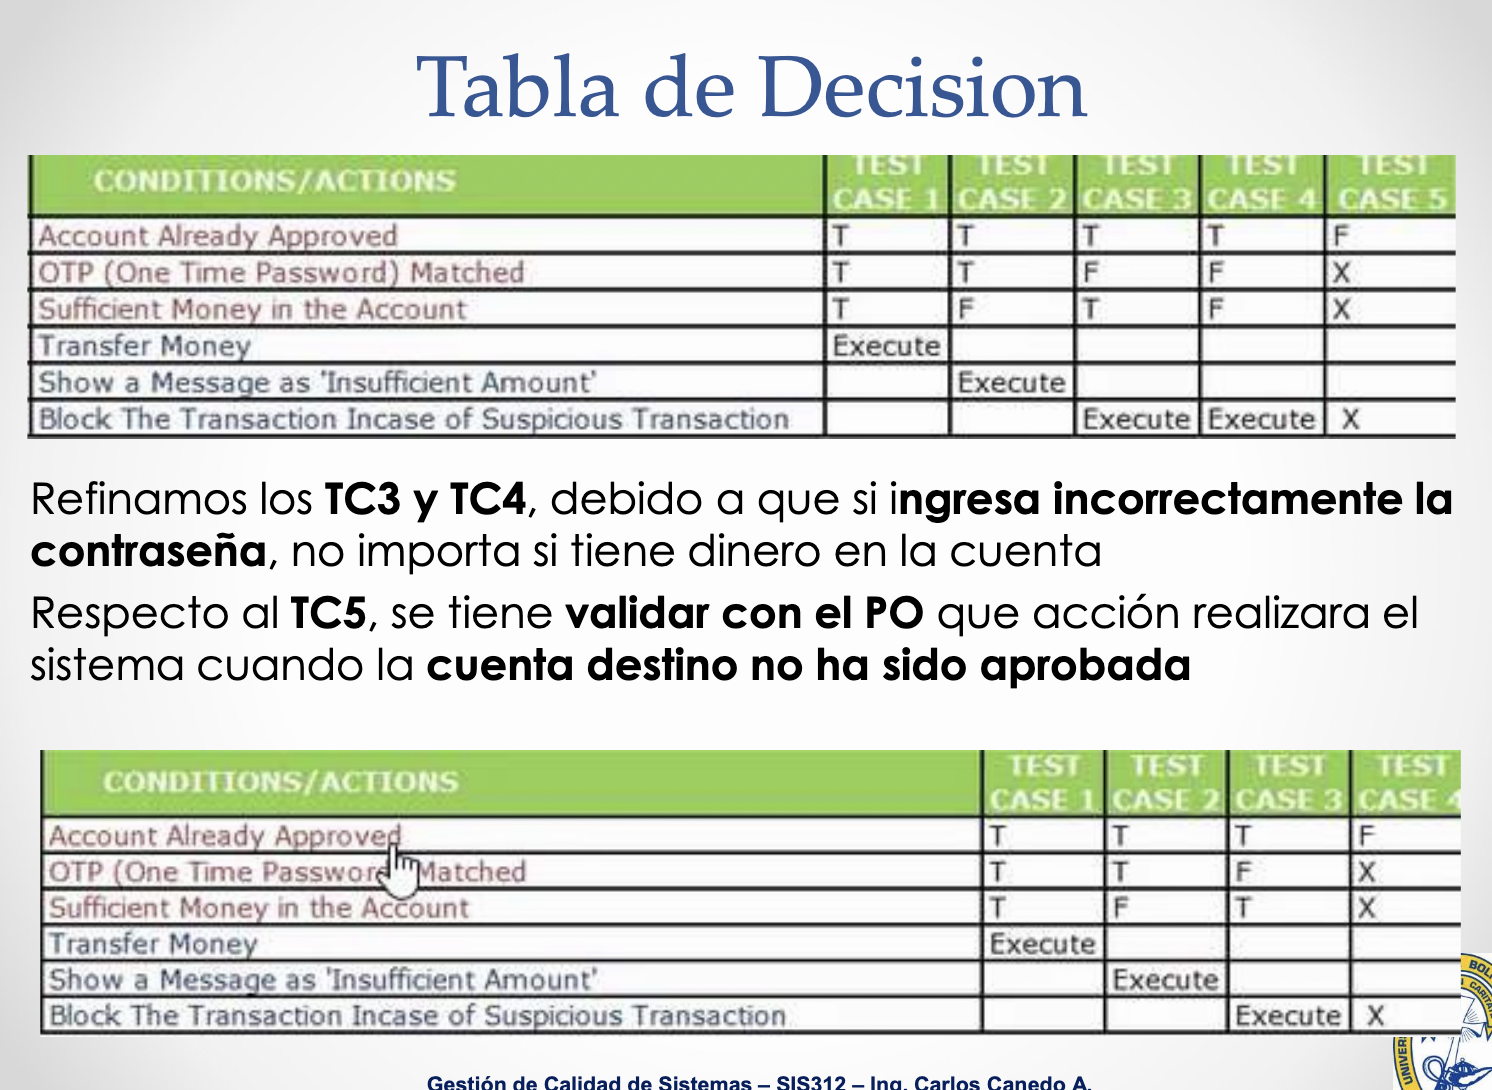 Tabla de Decision
CONDITIONS/ACTIONS TEST CASE 1 TEST CASE 2 TEST CASE 3 TEST CASE 4 TEST CASE 5
Account Already Approved T T T T F
OTP (One Time Password) Matched T T F F X
Sufficient Money in the Account T F T F X
Transfer Money Execute
Show a Message as 'Insufficient Amount' Execute
Block The Transaction Incase of Suspicious Transaction Execute Execute X
Refinamos los TC3 y TC4, debido a que si ingresa incorrectamente la
contraseña, no importa si tiene dinero en la cuenta
Respecto al TC5, se tiene validar con el PO que acción realizara el
sistema cuando la cuenta destino no ha sido aprobada
CONDITIONS/ACTIONS TEST CASE 1 TEST CASE 2 TEST CASE 3 TEST CASE 4
Account Already Approved T T T F
OTP (One Time Password Matched T T F X
Sufficient Money in the Account T F T X
Transfer Money Execute
Show a Message as 'Insufficient Amount' Execute
Block The Transaction Incase of Suspicious Transaction Execute X
Gestión de Calidad de Sistemas – SIS312 – Ing. Carlos Canedo A.